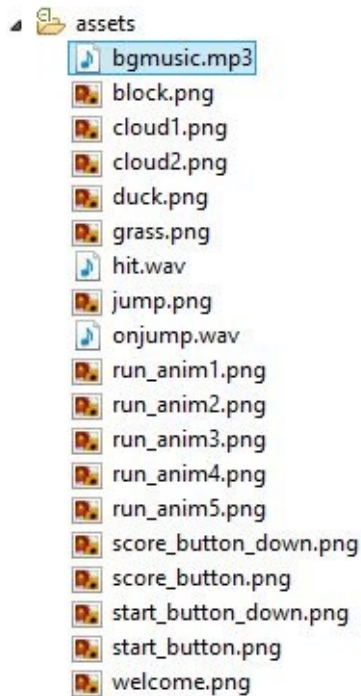 assets
bgmusic.mp3
block.png
cloud1.png
cloud2.png
duck.png
grass.png
hit.wav
jump.png
onjump.wav
run_anim1.png
run_anim2.png
run_anim3.png
run_anim4.png
run_anim5.png
score_button_down.png
score_button.png
start_button_down.png
start_button.png
welcome.png